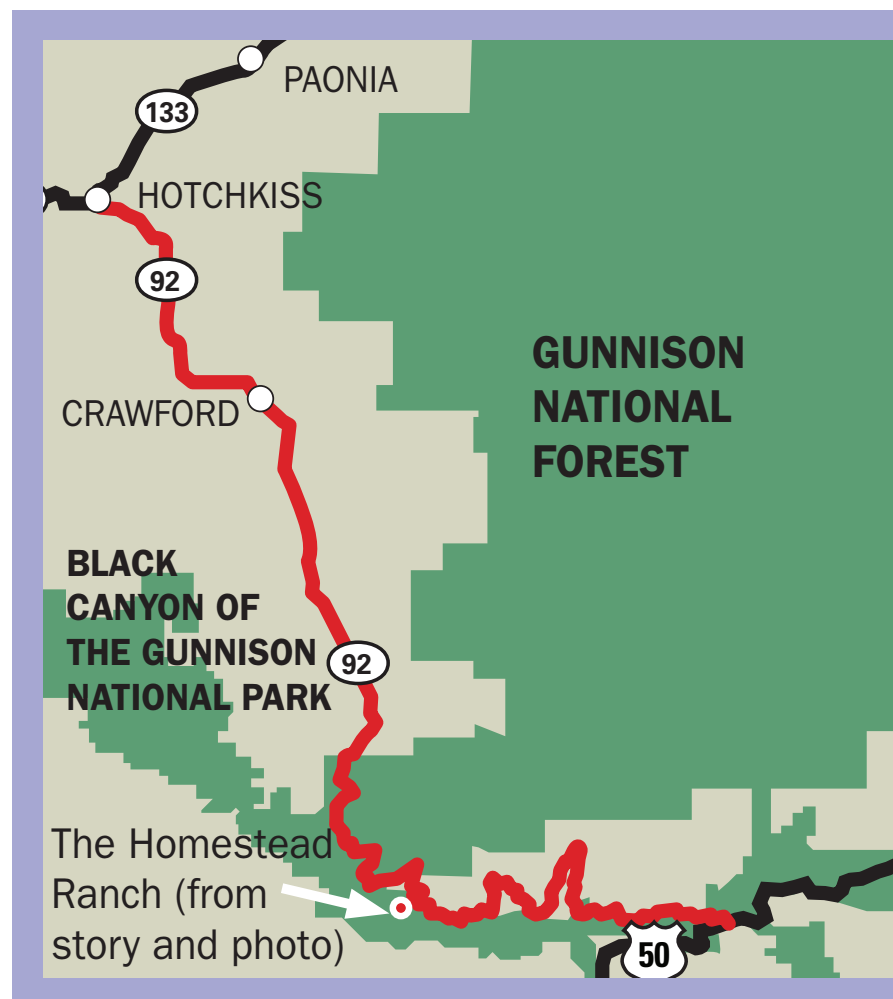 PAONIA
133
HOTCHKISS
92
GUNNISON
NATIONAL
FOREST
CRAWFORD
BLACK
CANYON OF
THE GUNNISON
NATIONAL PARK
92
The Homestead
Ranch (from
story and photo)
50